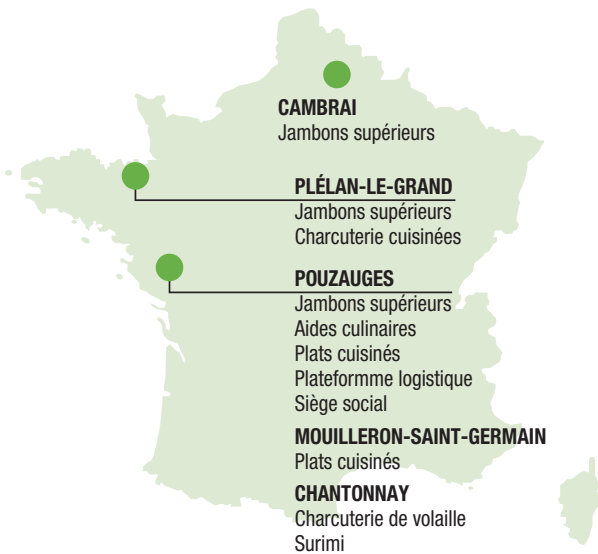 CAMBRAI
Jambons supérieurs
PLÉLAN-LE-GRAND
Jambons supérieurs
Charcuterie cuisinées
POUZAUGES
Jambons supérieurs
Aides culinaires
Plats cuisinés
Plateformme logistique
Siège social
MOUILLERON-SAINT-GERMAIN
Plats cuisinés
CHANTONNAY
Charcuterie de volaille
Surimi